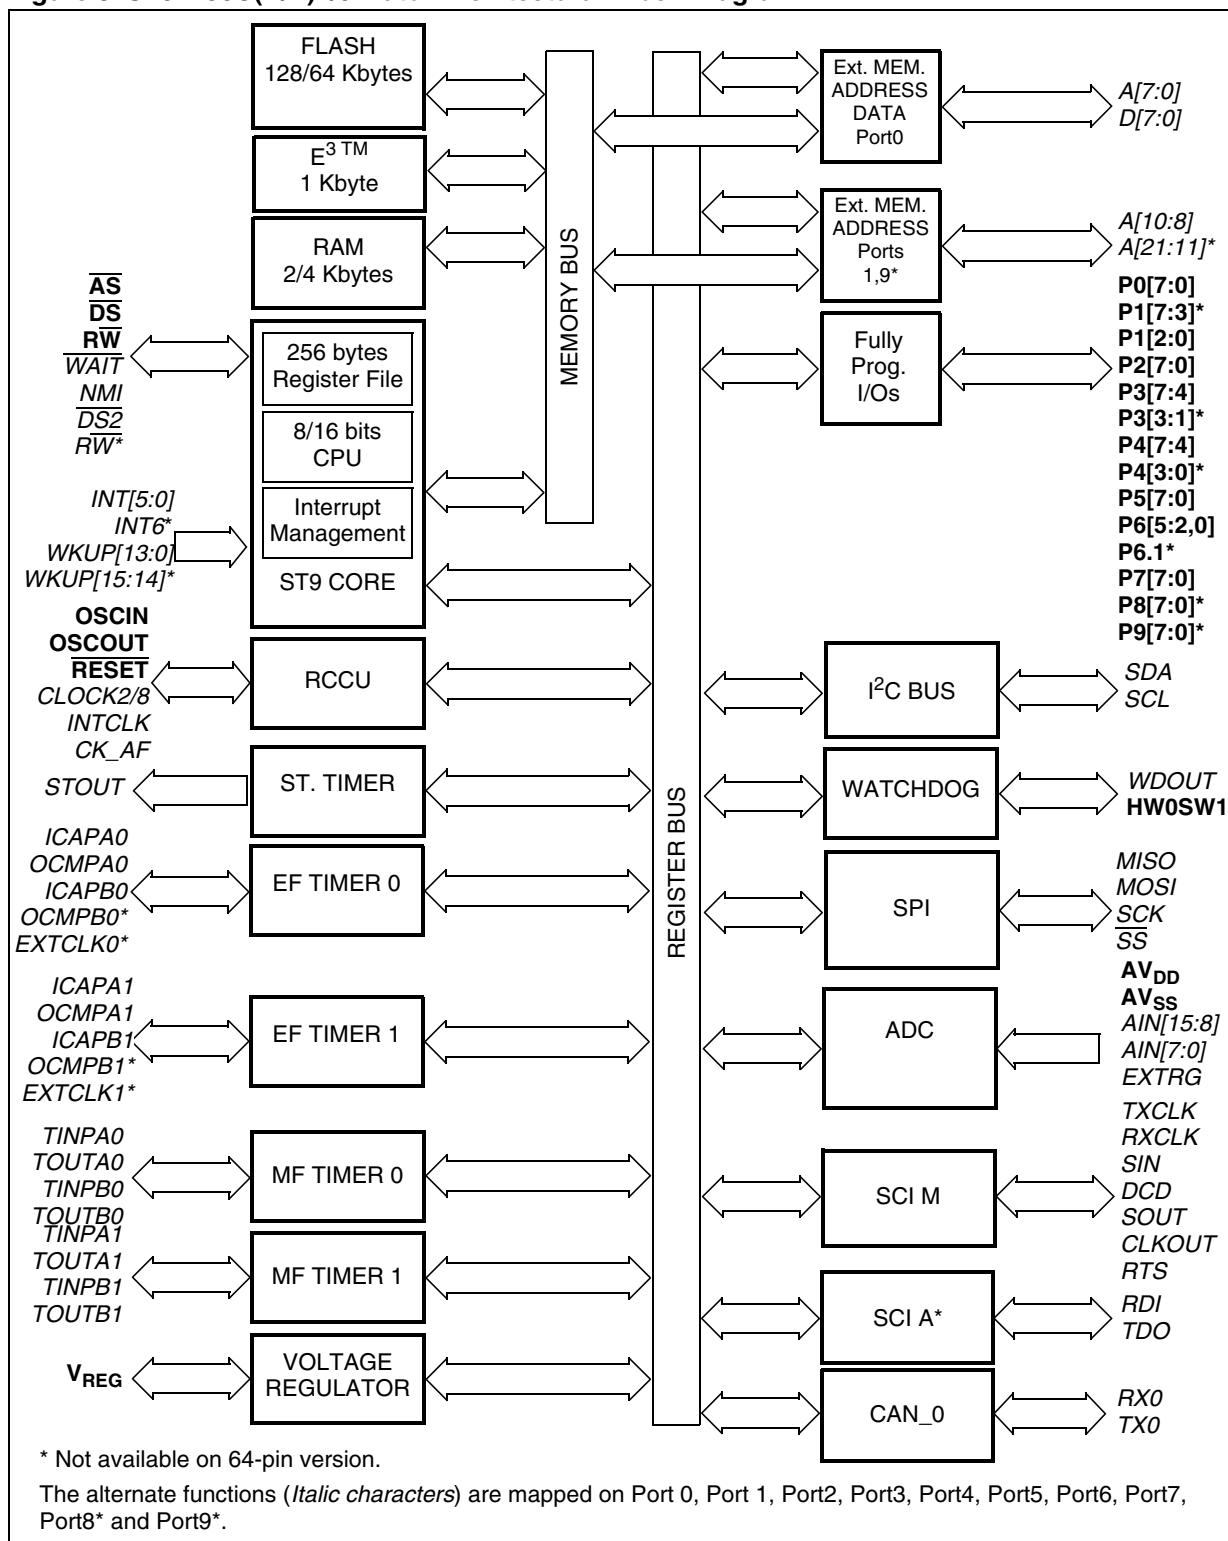 FLASH
128/64 Kbytes
E3 TM
1 Kbyte
RAM
2/4 Kbytes
AS
DS
RW
WAIT
NMI
DS2
RW*
256 bytes
Register File
8/16 bits
CPU
Interrupt
Management
ST9 CORE
INT[5:0]
INT6*
WKUP[13:0]
WKUP[15:14]*
OSCIN
OSCOUT
RESET
CLOCK2/8
INTCLK
CK_AF
RCCU
STOUT
ST. TIMER
ICAPA0
OCMPA0
ICAPB0
OCMPB0*
EXTCLK0*
EF TIMER 0
ICAPA1
OCMPA1
ICAPB1
OCMPB1*
EXTCLK1*
EF TIMER 1
TINPA0
TOUTA0
TINPB0
TOUTB0
MF TIMER 0
TINPA1
TOUTA1
TINPB1
TOUTB1
MF TIMER 1
VREG
VOLTAGE
REGULATOR
MEMORY BUS
REGISTER BUS
Ext. MEM.
ADDRESS
DATA
Port0
A[7:0]
D[7:0]
Ext. MEM.
ADDRESS
Ports
1,9*
A[10:8]
A[21:11]*
Fully
Prog.
I/Os
P0[7:0]
P1[7:3]*
P1[2:0]
P2[7:0]
P3[7:4]
P3[3:1]*
P4[7:4]
P4[3:0]*
P5[7:0]
P6[5:2,0]
P6.1*
P7[7:0]
P8[7:0]*
P9[7:0]*
I2C BUS
SDA
SCL
WATCHDOG
WDOUT
HW0SW1
SPI
MISO
MOSI
SCK
SS
ADC
AVDD
AVSS
AIN[15:8]
AIN[7:0]
EXTRG
SCI M
TXCLK
RXCLK
SIN
DCD
SOUT
CLKOUT
RTS
SCI A*
RDI
TDO
CAN_0
RX0
TX0
* Not available on 64-pin version.
The alternate functions (Italic characters) are mapped on Port 0, Port 1, Port2, Port3, Port4, Port5, Port6, Port7,
Port8* and Port9*.